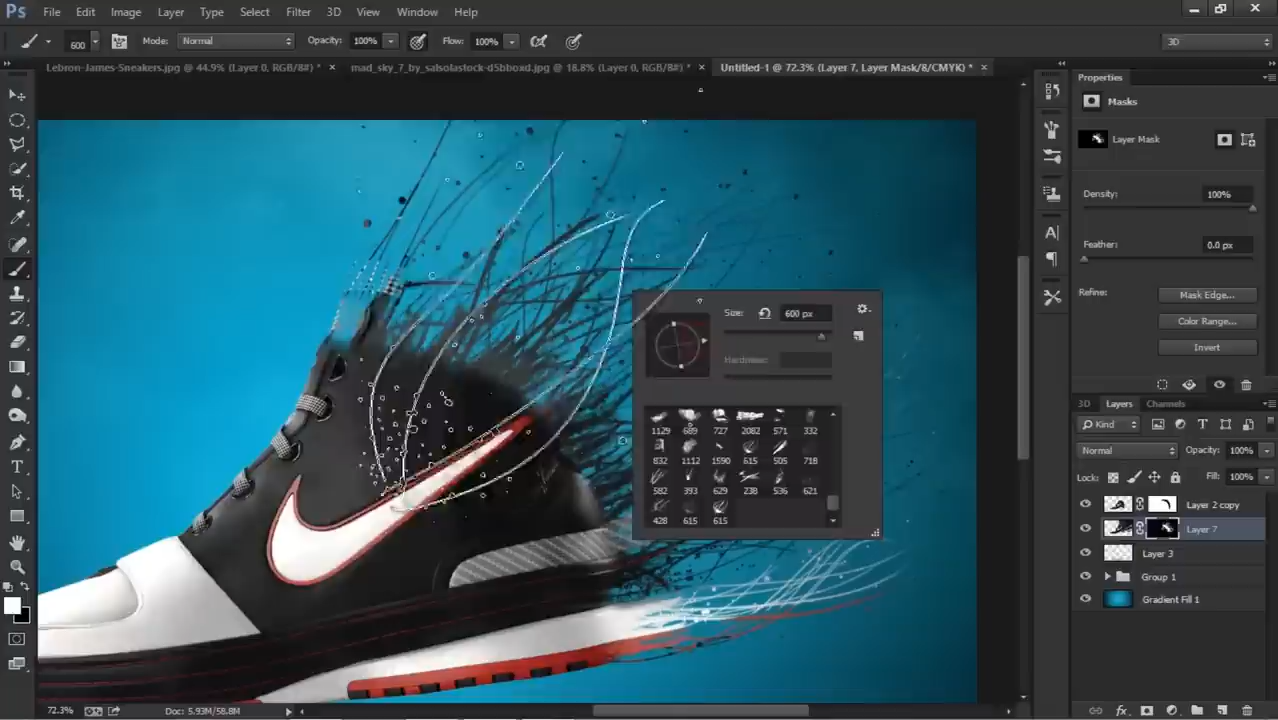 Ps File Edit Image Layer Type Select Filter 3D View Window Help
600 Mode: Normal Opacity: 100% Flow: 100% 3D
Lebron-James-Sneakers.jpg @ 44.9% (Layer 0, RGB/8#) * × mad_sky_7_by_salsolastock-d5bboxd.jpg @ 18.8% (Layer 0, RGB/8#) * × Untitled-1 @ 72.3% (Layer 7, Layer Mask/8/CMYK) * ×
Properties
Masks
Layer Mask
Density: 100%
Feather: 0.0 px
Refine: Mask Edge...
Color Range...
Invert
Size: 600 px
Hardness:
1129 689 727 2082 571 332
832 1112 1590 615 505 718
582 393 629 238 536 621
428 615 615
3D Layers Channels
Kind
Normal Opacity: 100%
Lock: Fill: 100%
Layer 2 copy
Layer 7
Layer 3
Group 1
Gradient Fill 1
72.3% Doc: 5.93M/58.8M